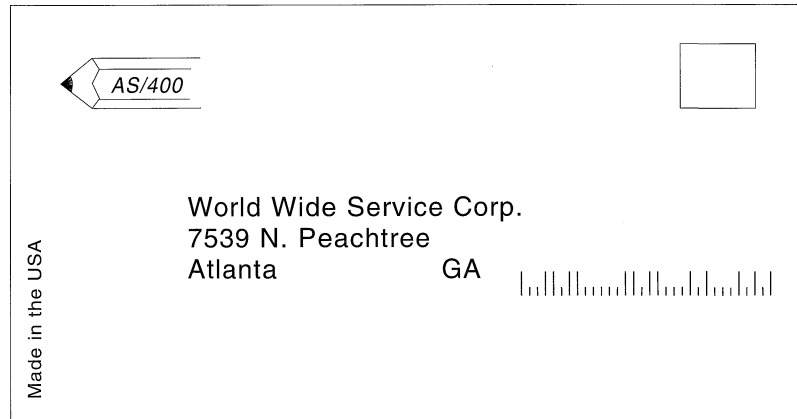 AS/400
World Wide Service Corp.
7539 N. Peachtree
Atlanta GA
Made in the USA